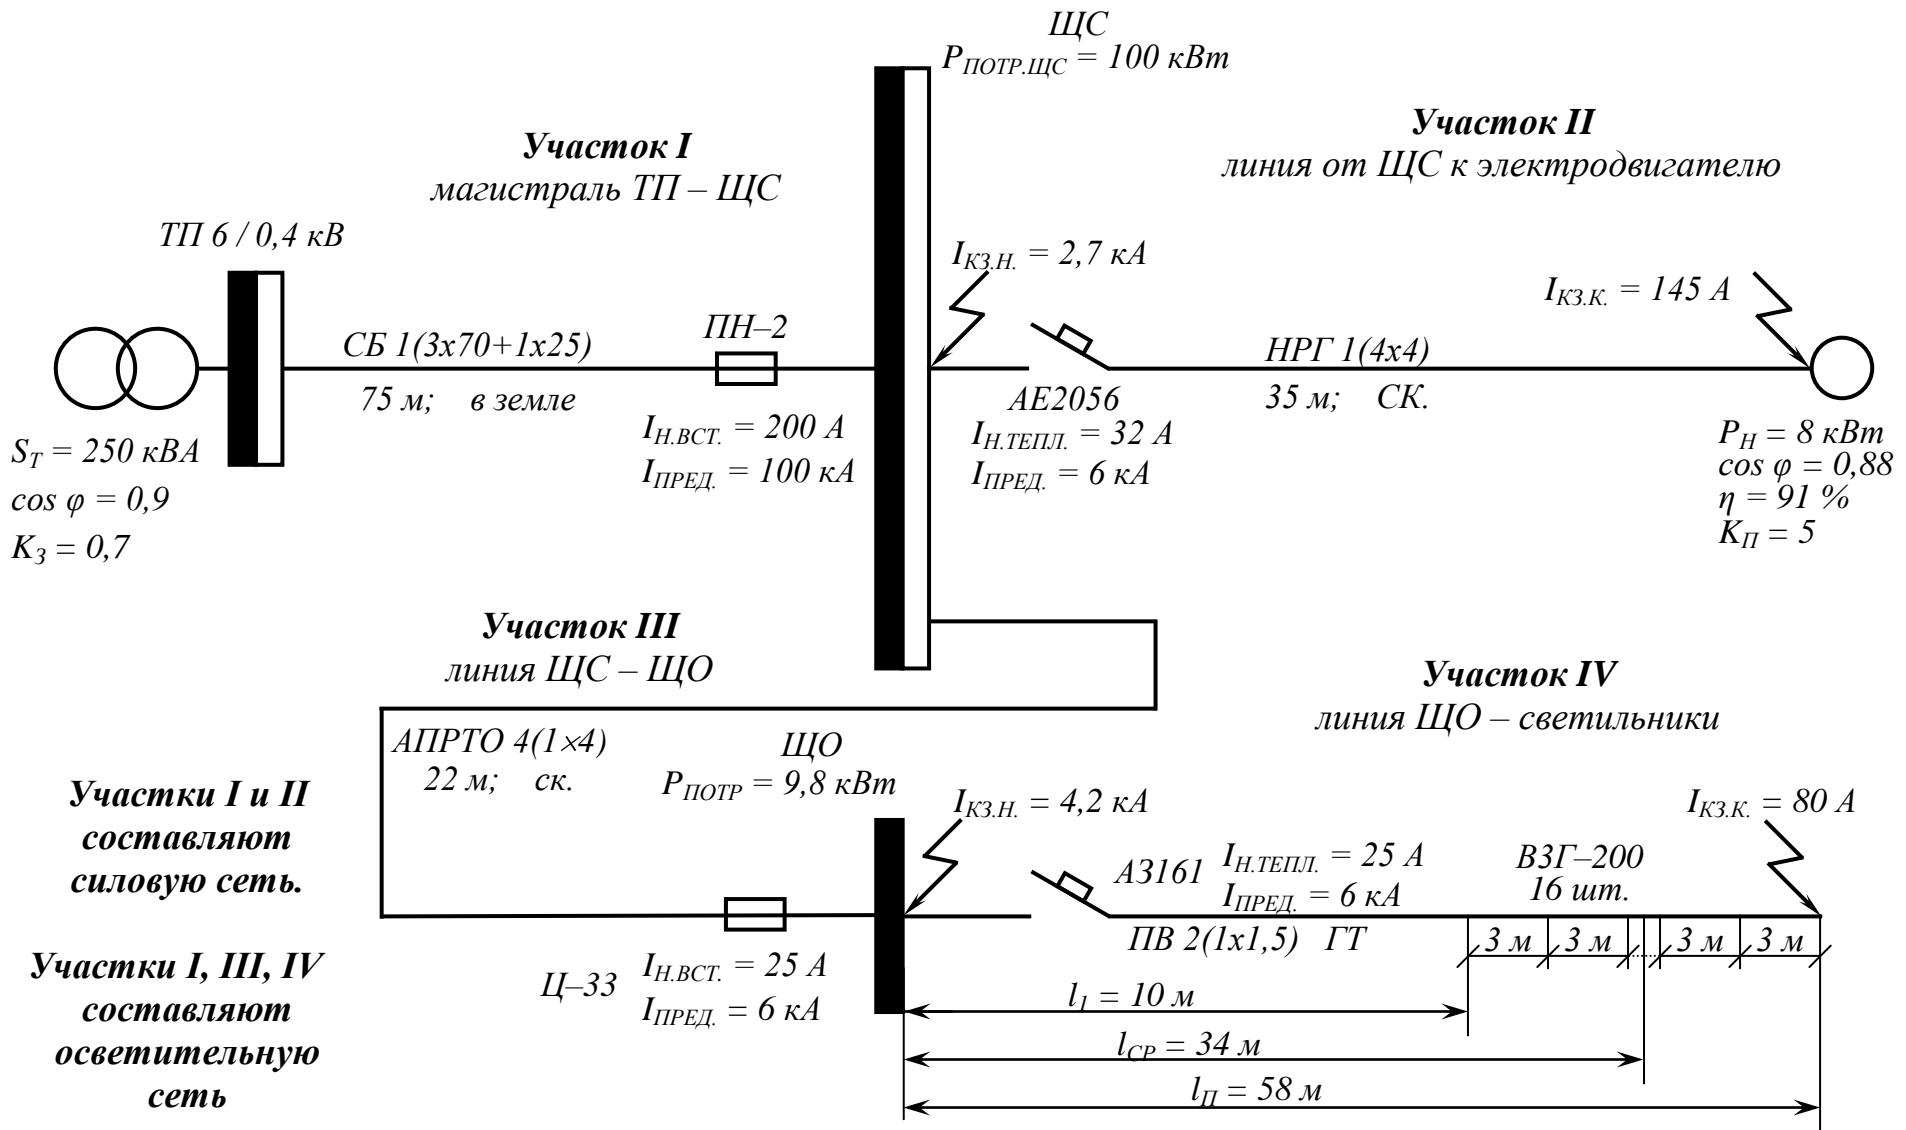 ЩС
P_ПОТР.ЩС = 100 кВт
Участок I
магистраль ТП – ЩС
Участок II
линия от ЩС к электродвигателю
ТП 6 / 0,4 кВ
I_КЗ.Н. = 2,7 кА
I_КЗ.К. = 145 А
СБ 1(3х70+1х25)
75 м; в земле
ПН–2
I_Н.ВСТ. = 200 А
I_ПРЕД. = 100 кА
АЕ2056
I_Н.ТЕПЛ. = 32 А
I_ПРЕД. = 6 кА
НРГ 1(4х4)
35 м; СК.
S_Т = 250 кВА
cos φ = 0,9
K_З = 0,7
P_Н = 8 кВт
cos φ = 0,88
η = 91 %
K_П = 5
Участок III
линия ЩС – ЩО
Участок IV
линия ЩО – светильники
АПРТО 4(1×4)
22 м; ск.
ЩО
P_ПОТР = 9,8 кВт
Участки I и II
составляют
силовую сеть.
I_КЗ.Н. = 4,2 кА
I_КЗ.К. = 80 А
А3161
I_Н.ТЕПЛ. = 25 А
I_ПРЕД. = 6 кА
ВЗГ–200
16 шт.
ПВ 2(1х1,5) ГТ
3 м 3 м 3 м 3 м
Участки I, III, IV
составляют
осветительную
сеть
Ц–33
I_Н.ВСТ. = 25 А
I_ПРЕД. = 6 кА
l_1 = 10 м
l_СР = 34 м
l_П = 58 м